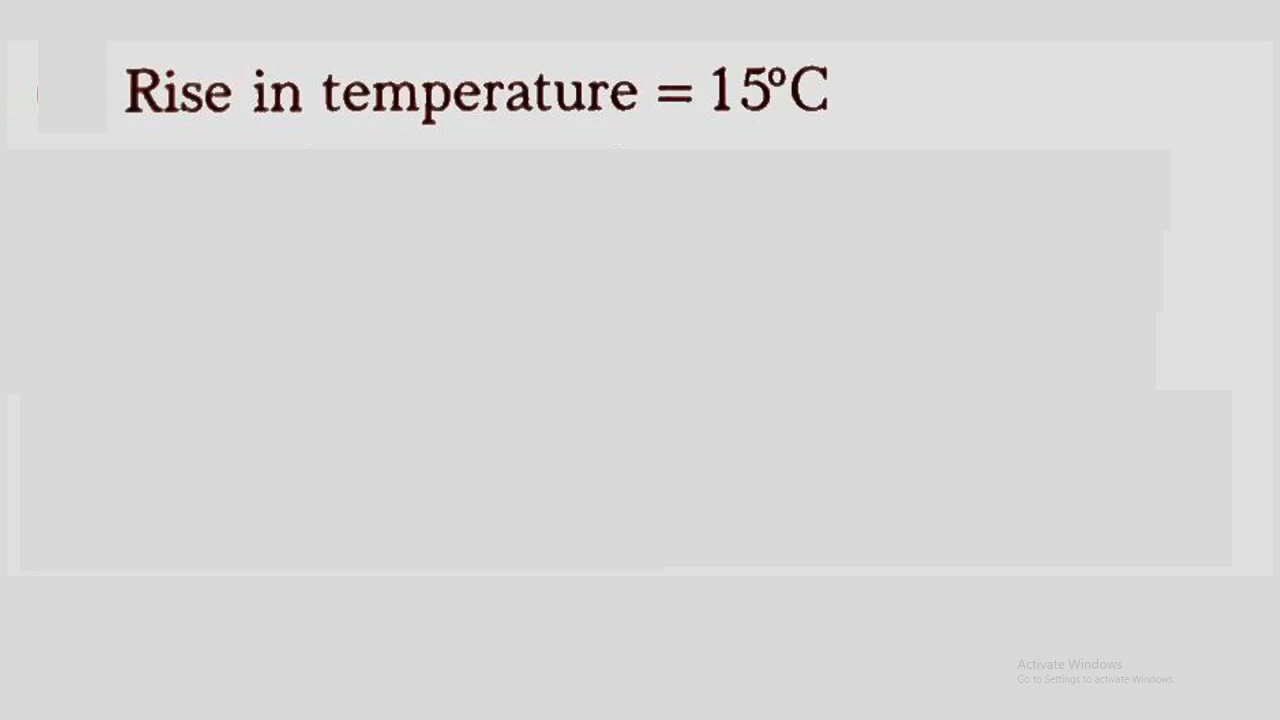 Rise in temperature = 15°C
Activate Windows
Go to Settings to activate Windows.